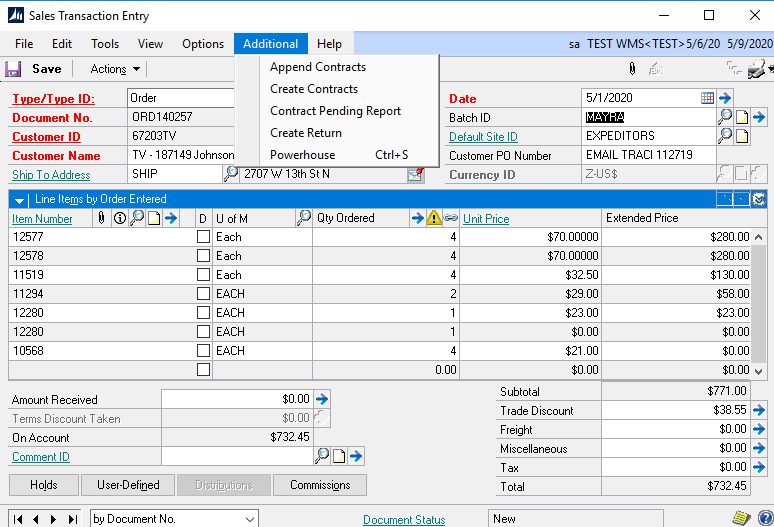 Sales Transaction Entry
File Edit Tools View Options Additional Help sa TEST WMS<TEST>5/6/20 5/9/2020
Save Actions
Append Contracts
Create Contracts
Contract Pending Report
Create Return
Powerhouse Ctrl+S
Type/Type ID: Order
Document No. ORD140257
Customer ID 67203TV
Customer Name TV - 187149 Johnson
Ship To Address SHIP 2707 W 13th St N
Date 5/1/2020
Batch ID MAYRA
Default Site ID EXPEDITORS
Customer PO Number EMAIL TRACI 112719
Currency ID Z-US$
Line Items by Order Entered
Item Number D U of M Qty Ordered Unit Price Extended Price
12577 Each 4 $70.00000 $280.00
12578 Each 4 $70.00000 $280.00
11519 Each 4 $32.50 $130.00
11294 EACH 2 $29.00 $58.00
12280 EACH 1 $23.00 $23.00
12280 EACH 1 $0.00 $0.00
10568 EACH 4 $21.00 $0.00
0.00 $0.00 $0.00
Amount Received $0.00
Terms Discount Taken $0.00
On Account $732.45
Comment ID
Subtotal $771.00
Trade Discount $38.55
Freight $0.00
Miscellaneous $0.00
Tax $0.00
Total $732.45
Holds User-Defined Distributions Commissions
by Document No. Document Status New